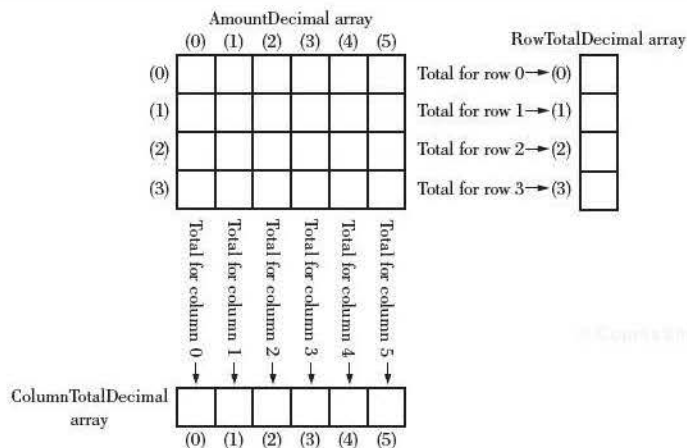 AmountDecimal array
(0) (1) (2) (3) (4) (5)
RowTotalDecimal array
(0)
Total for row 0 (0)
(1)
Total for row 1 (1)
(2)
Total for row 2 (2)
(3)
Total for row 3 (3)
Total for column 0
Total for column 1
Total for column 2
Total for column 3
Total for column 4
Total for column 5
ColumnTotalDecimal
array
(0) (1) (2) (3) (4) (5)